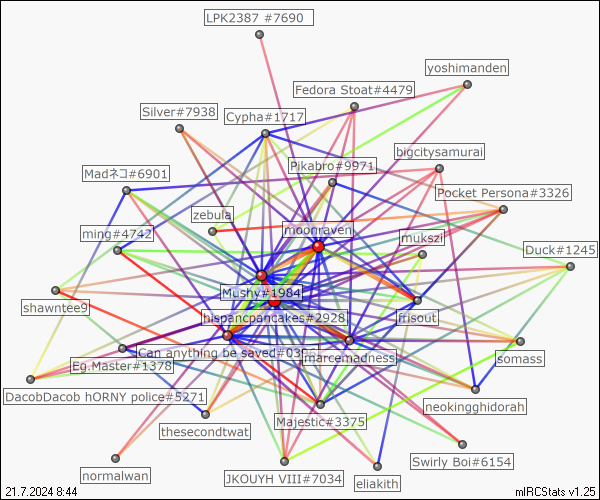 LPK2387 #7690
yoshimanden
Fedora Stoat#4479
Silver#7938
Cypha#1717
bigcitysamurai
Pikabro#9971
Madネコ#6901
Pocket Persona#3326
zebula
moonraven
ming#4742
mukszi
Duck#1245
Mushy#1984
shawntee9
hispancpancakes#2928
frisout
Can anything be saved
marcemadness
somass
Eg.Master#1378
DacobDacob hORNY police#5271
neokingghidorah
Majestic#3375
thesecondtwat
Swirly Boi#6154
normalwan
JKOUYH VIII#7034
eliakith
21.7.2024 8:44
mIRCStats v1.25